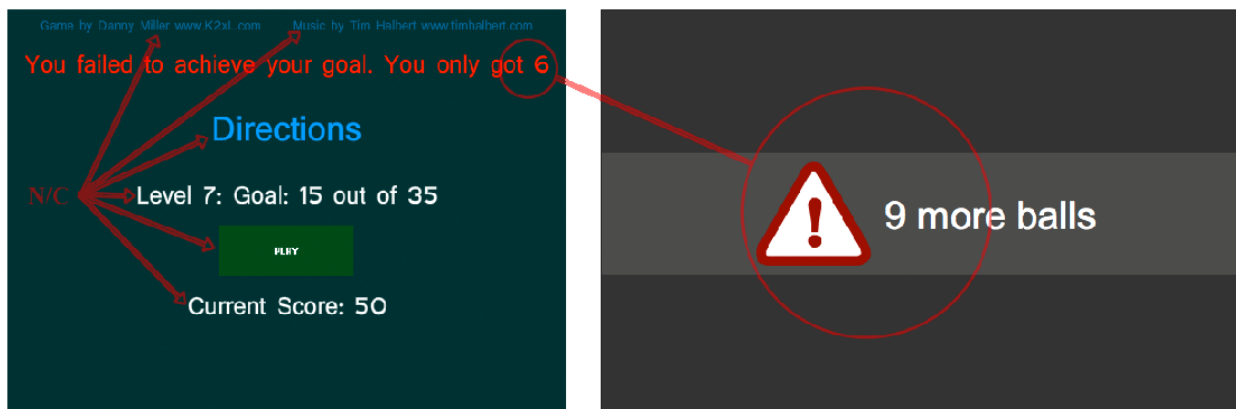 Game by Danny Miller www.K2xL.com Music by Tim Halbert www.timhalbert.com
You failed to achieve your goal. You only got 6
Directions
N/C
Level 7: Goal: 15 out of 35
PLAY
Current Score: 50
9 more balls